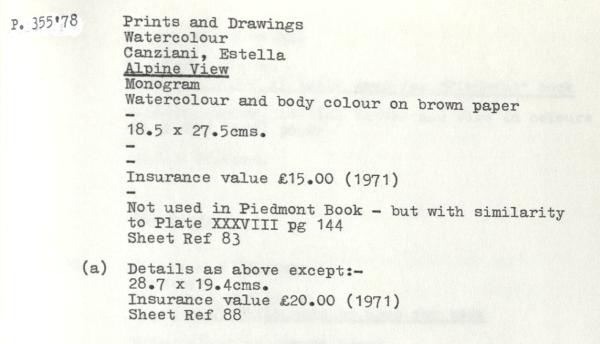 P. 355'78
Prints and Drawings
Watercolour
Canziani, Estella
Alpine View
Monogram
Watercolour and body colour on brown paper
-
18.5 x 27.5cms.
-
-
Insurance value £15.00 (1971)
-
Not used in Piedmont Book - but with similarity
to Plate XXXVIII pg 144
Sheet Ref 83
(a) Details as above except:-
28.7 x 19.4cms.
Insurance value £20.00 (1971)
Sheet Ref 88